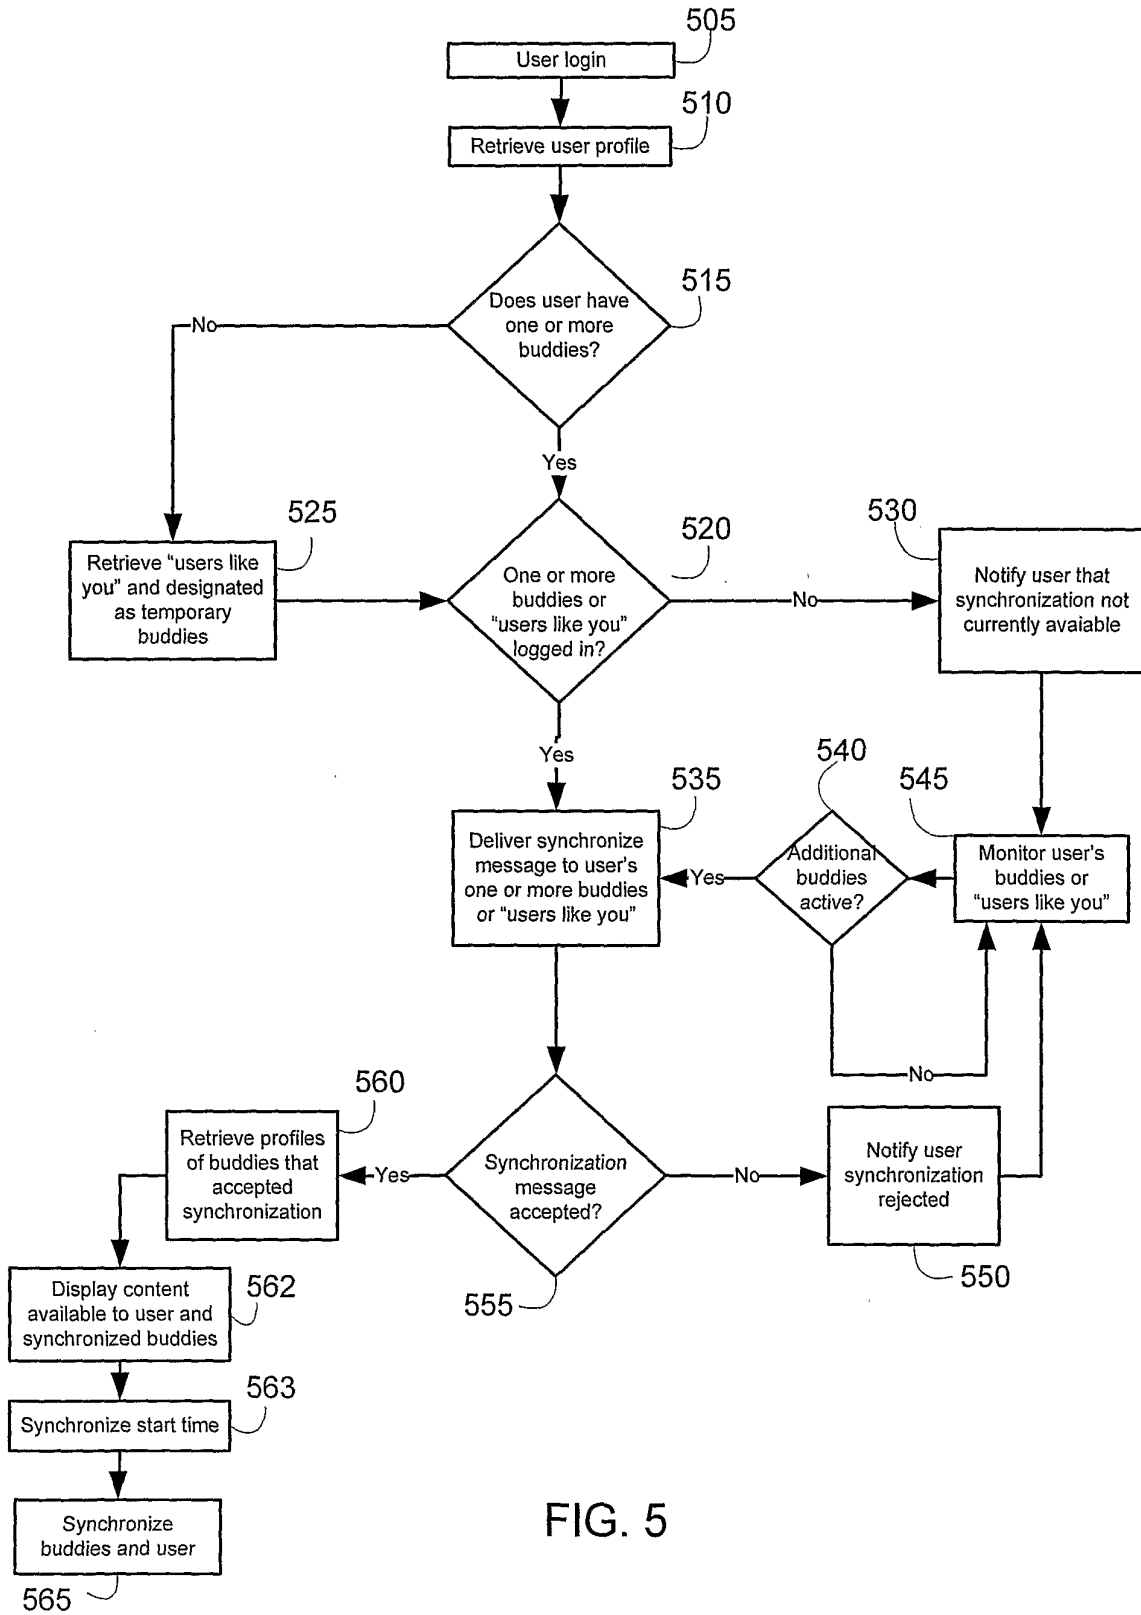 505
User login
510
Retrieve user profile
515
Does user have
one or more
buddies?
No
Yes
525
Retrieve “users like
you” and designated
as temporary
buddies
520
One or more
buddies or
“users like you”
logged in?
No
530
Notify user that
synchronization not
currently avaiable
Yes
535
Deliver synchronize
message to user's
one or more buddies
or “users like you”
540
Additional
buddies
active?
Yes
No
545
Monitor user's
buddies or
“users like you”
560
Retrieve profiles
of buddies that
accepted
synchronization
Yes
Synchronization
message
accepted?
555
No
Notify user
synchronization
rejected
550
562
Display content
available to user and
synchronized buddies
563
Synchronize start time
Synchronize
buddies and user
565
FIG. 5